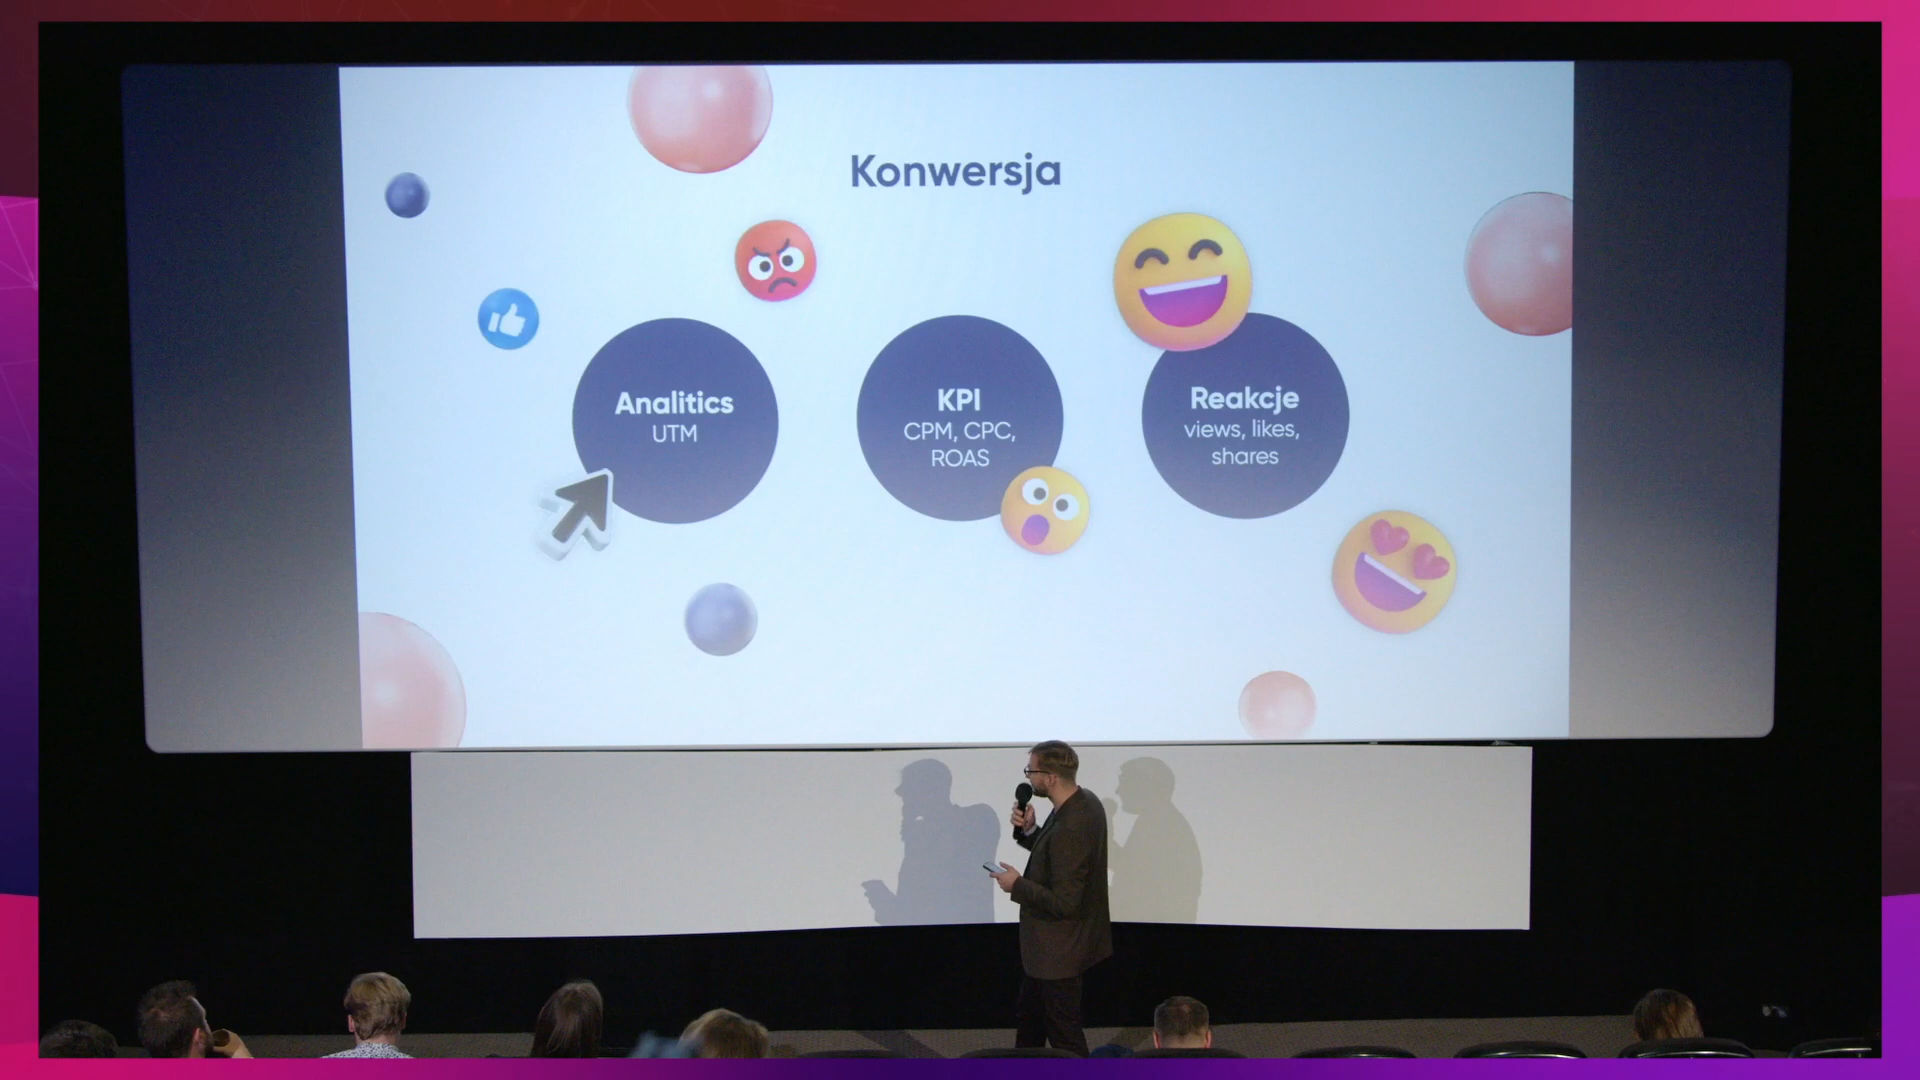 Konwersja
Analitics
UTM
KPI
CPM, CPC,
ROAS
Reakcje
views, likes,
shares